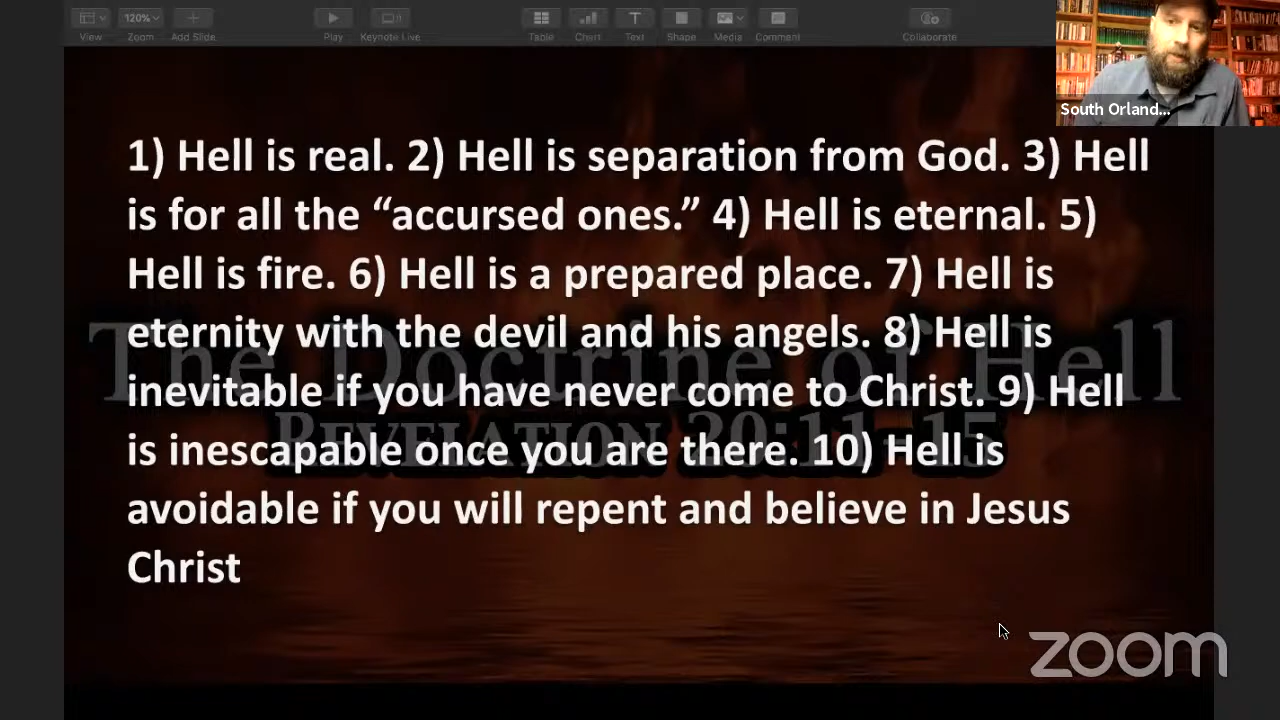 120%
View Zoom Add Slide Play Keynote Live Table Chart Text Shape Media Comment Collaborate
South Orland...
1) Hell is real. 2) Hell is separation from God. 3) Hell
is for all the “accursed ones.” 4) Hell is eternal. 5)
Hell is fire. 6) Hell is a prepared place. 7) Hell is
eternity with the devil and his angels. 8) Hell is
The Doctrine of Hell
inevitable if you have never come to Christ. 9) Hell
Revelation 20:11-15
is inescapable once you are there. 10) Hell is
avoidable if you will repent and believe in Jesus
Christ
zoom